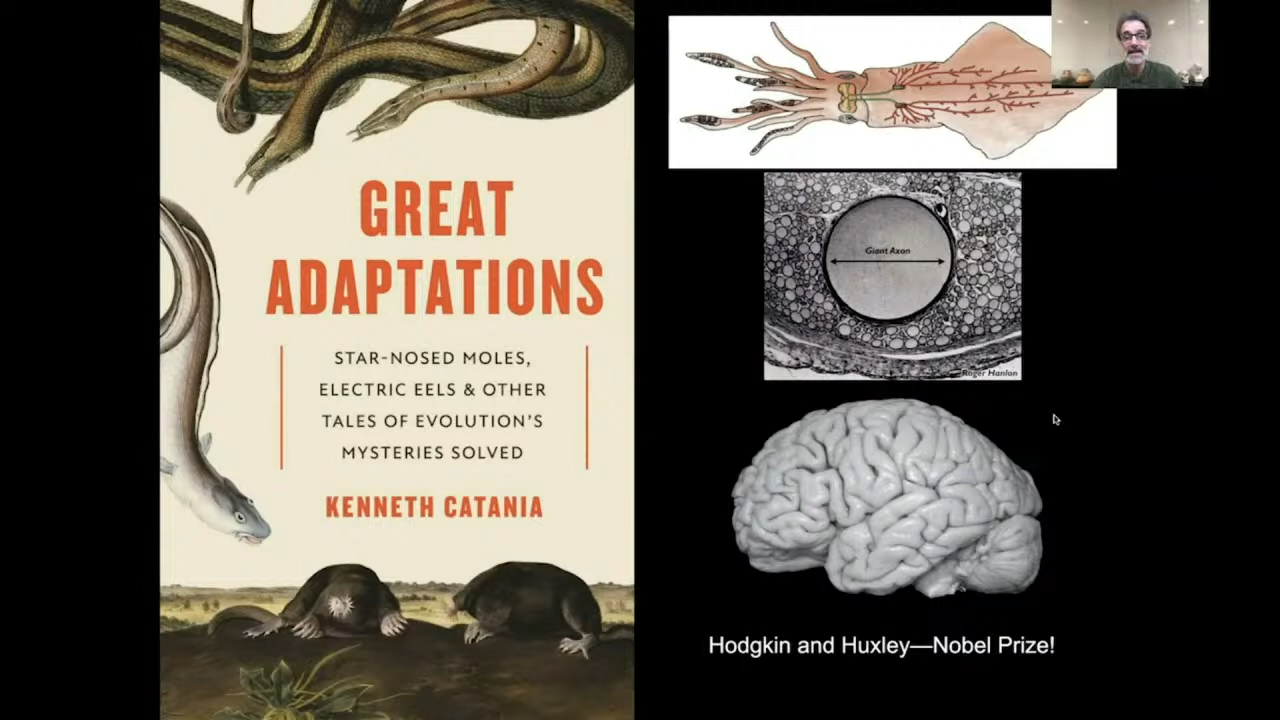 GREAT
ADAPTATIONS
STAR-NOSED MOLES,
ELECTRIC EELS & OTHER
TALES OF EVOLUTION'S
MYSTERIES SOLVED
KENNETH CATANIA
Giant Axon
Roger Hanlon
Hodgkin and Huxley—Nobel Prize!